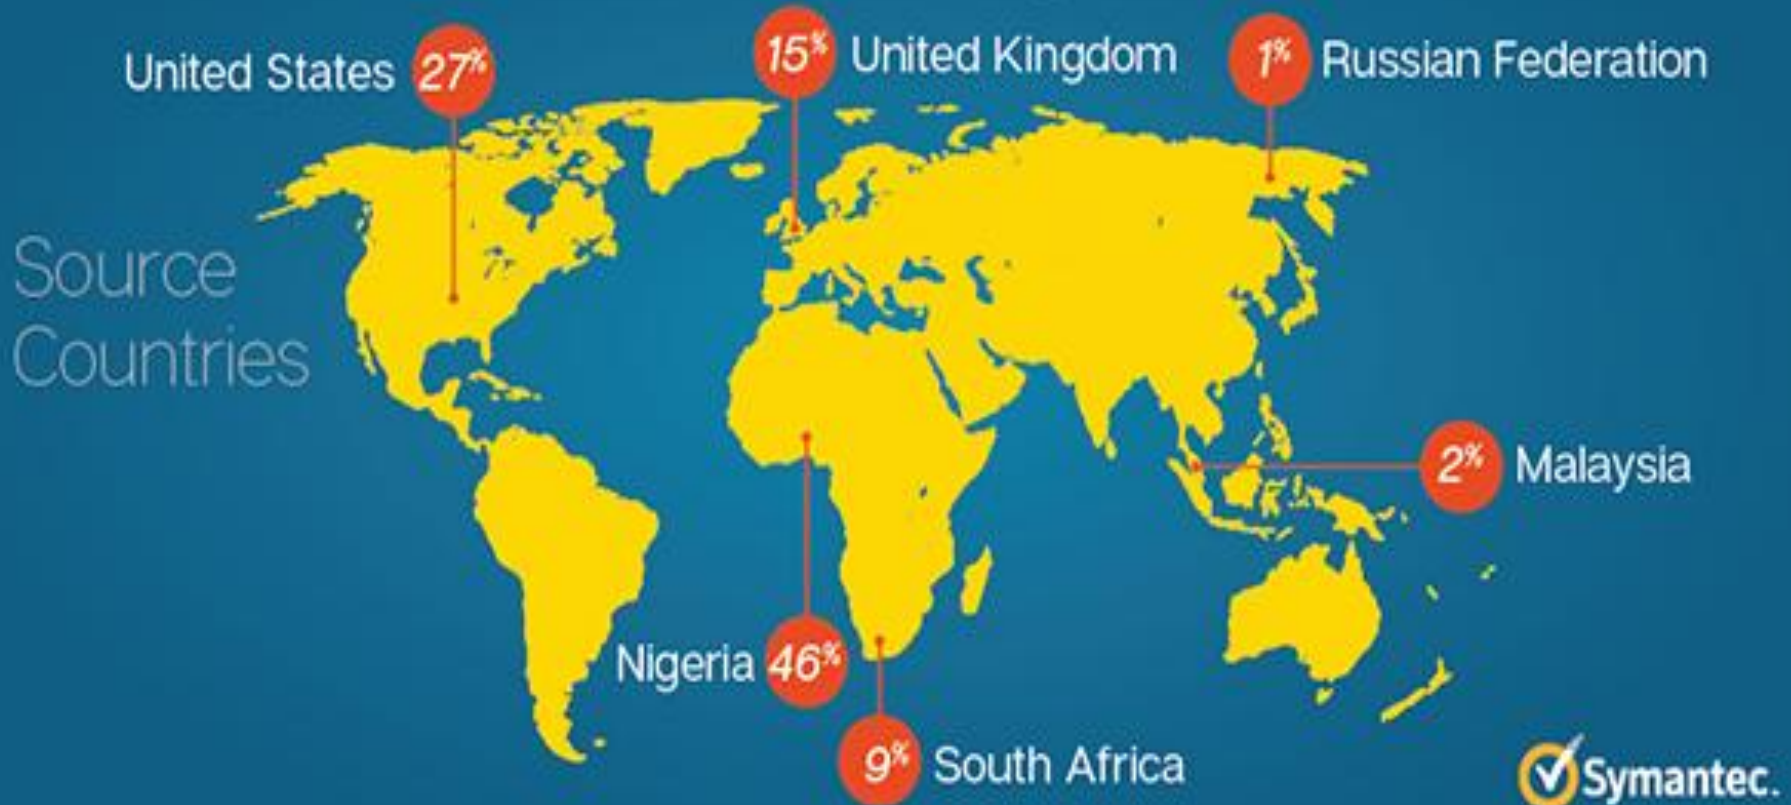 United States 27%
15% United Kingdom
1% Russian Federation
Source
Countries
2% Malaysia
Nigeria 46%
9% South Africa
Symantec.